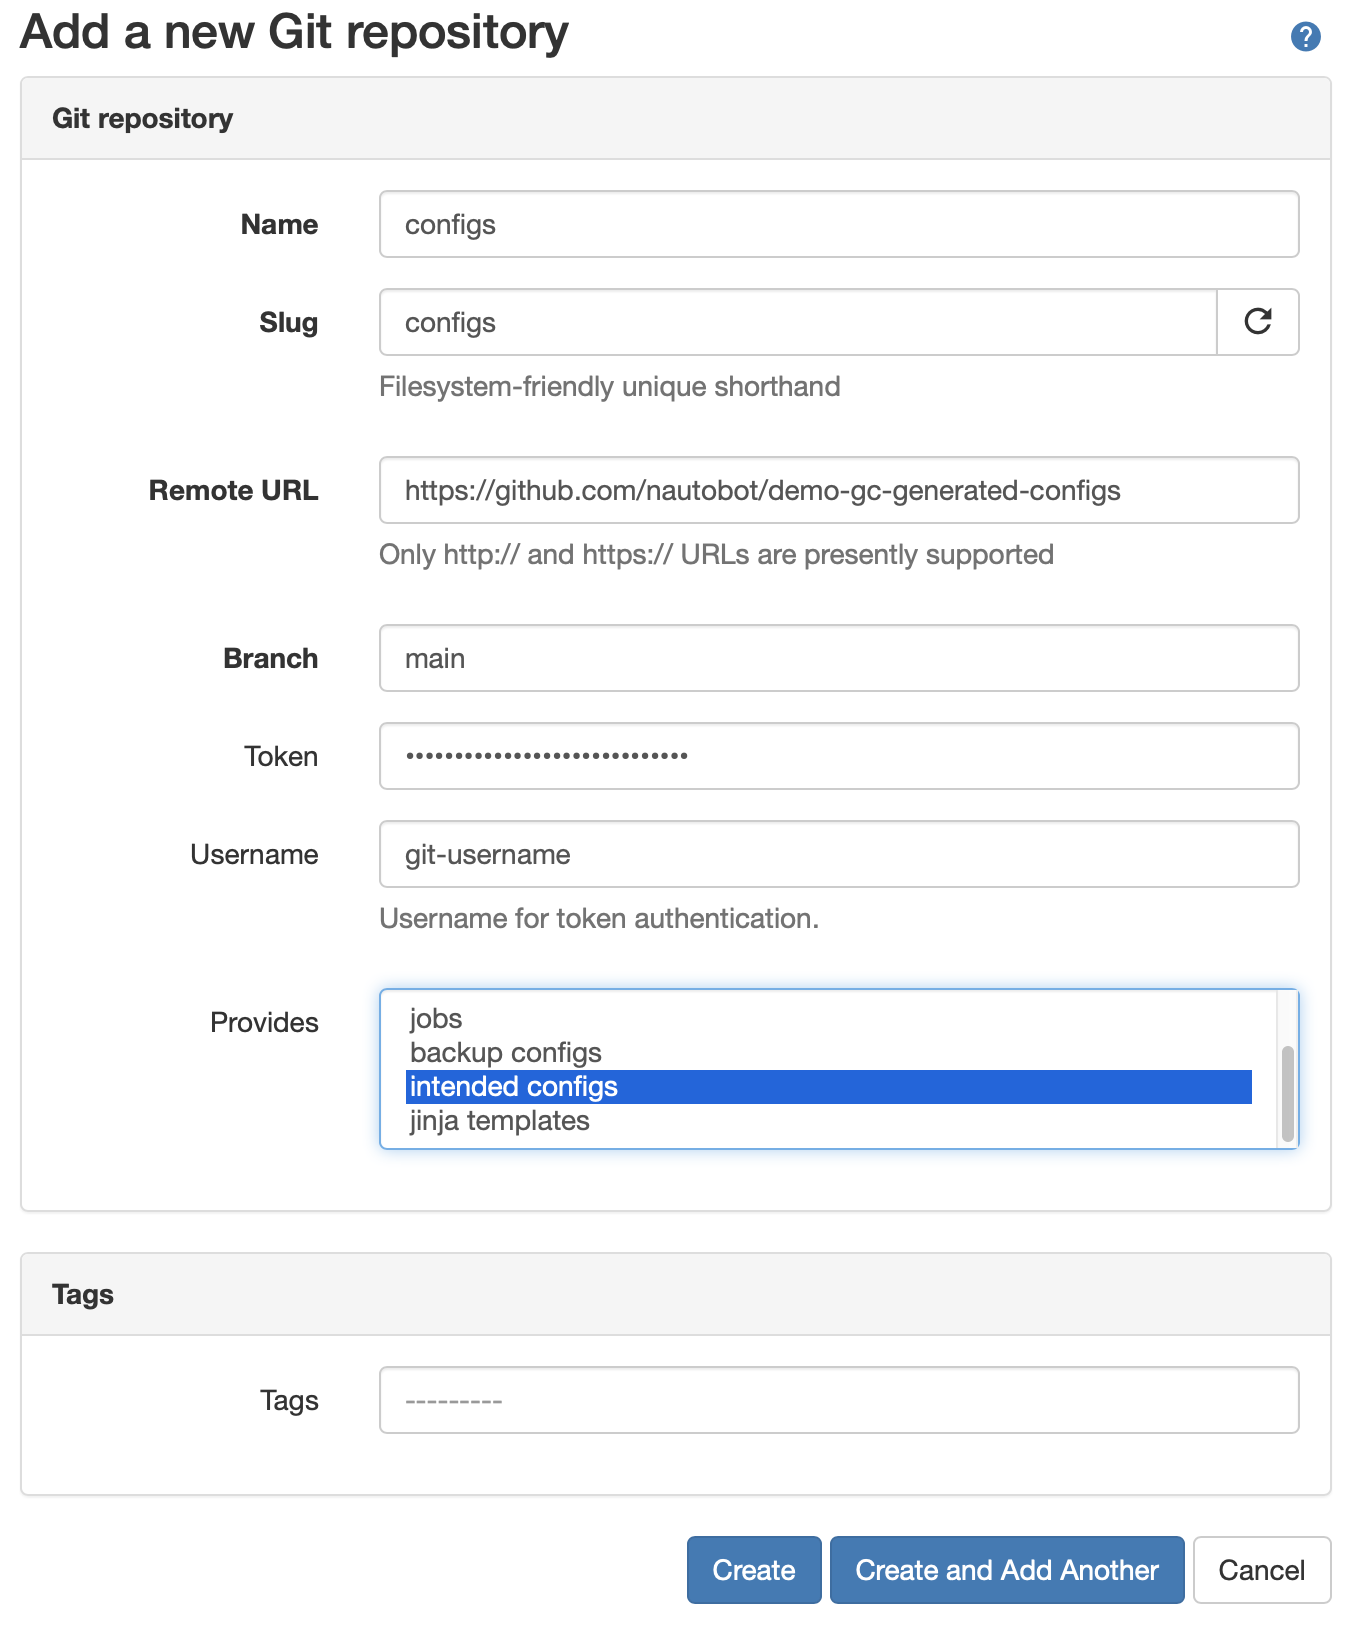 Add a new Git repository
?
Git repository
Name
configs
Slug
configs
Filesystem-friendly unique shorthand
Remote URL
https://github.com/nautobot/demo-gc-generated-configs
Only http:// and https:// URLs are presently supported
Branch
main
Token
•••••••••••••••••••••••••••••
Username
git-username
Username for token authentication.
Provides
jobs
backup configs
intended configs
jinja templates
Tags
Tags
---------
Create
Create and Add Another
Cancel